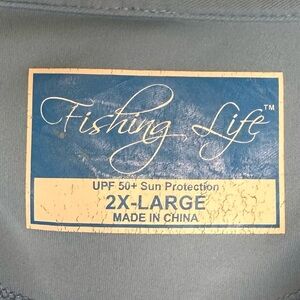 Fishing Life™
UPF 50+ Sun Protection
2X-LARGE
MADE IN CHINA